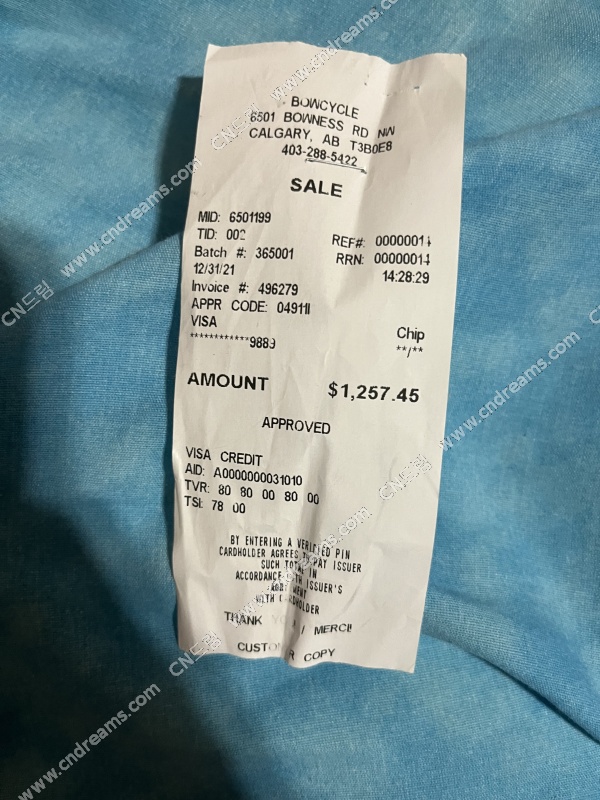 BOWCYCLE
6501 BOWNESS RD NW
CALGARY, AB T3B0E8
403-288-5422
SALE
MID: 6501199
TID: 002 REF#: 00000014
Batch #: 365001 RRN: 00000014
12/31/21 14:28:29
Invoice #: 496279
APPR CODE: 04911I
VISA Chip
************9889 **/**
AMOUNT $1,257.45
APPROVED
VISA CREDIT
AID: A0000000031010
TVR: 80 80 00 80 00
TSI: 78 00
BY ENTERING A VERIFIED PIN
CARDHOLDER AGREES TO PAY ISSUER
SUCH TOTAL IN
ACCORDANCE ISSUER'S
WITH CARDHOLDER
THANK YOU / MERCI!
CUSTOMER COPY
CN드림 www.cndreams.com